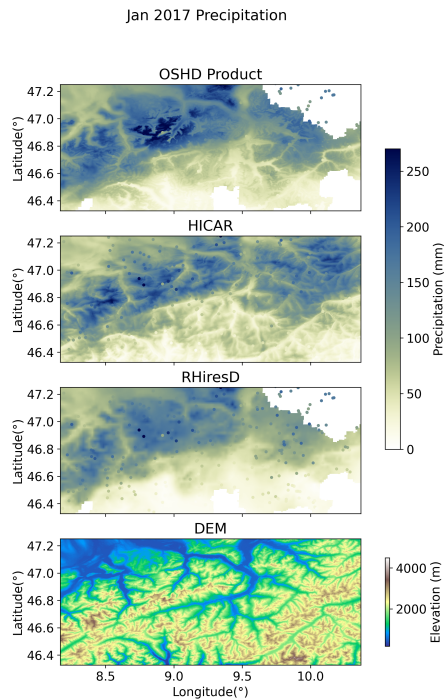 Jan 2017 Precipitation
OSHD Product
47.2
47.0
46.8
46.6
46.4
Latitude(°)
HICAR
47.2
47.0
46.8
46.6
46.4
Latitude(°)
RHiresD
47.2
47.0
46.8
46.6
46.4
Latitude(°)
250
200
150
100
50
0
Precipitation (mm)
DEM
47.2
47.0
46.8
46.6
46.4
Latitude(°)
8.5 9.0 9.5 10.0
Longitude(°)
4000
2000
Elevation (m)